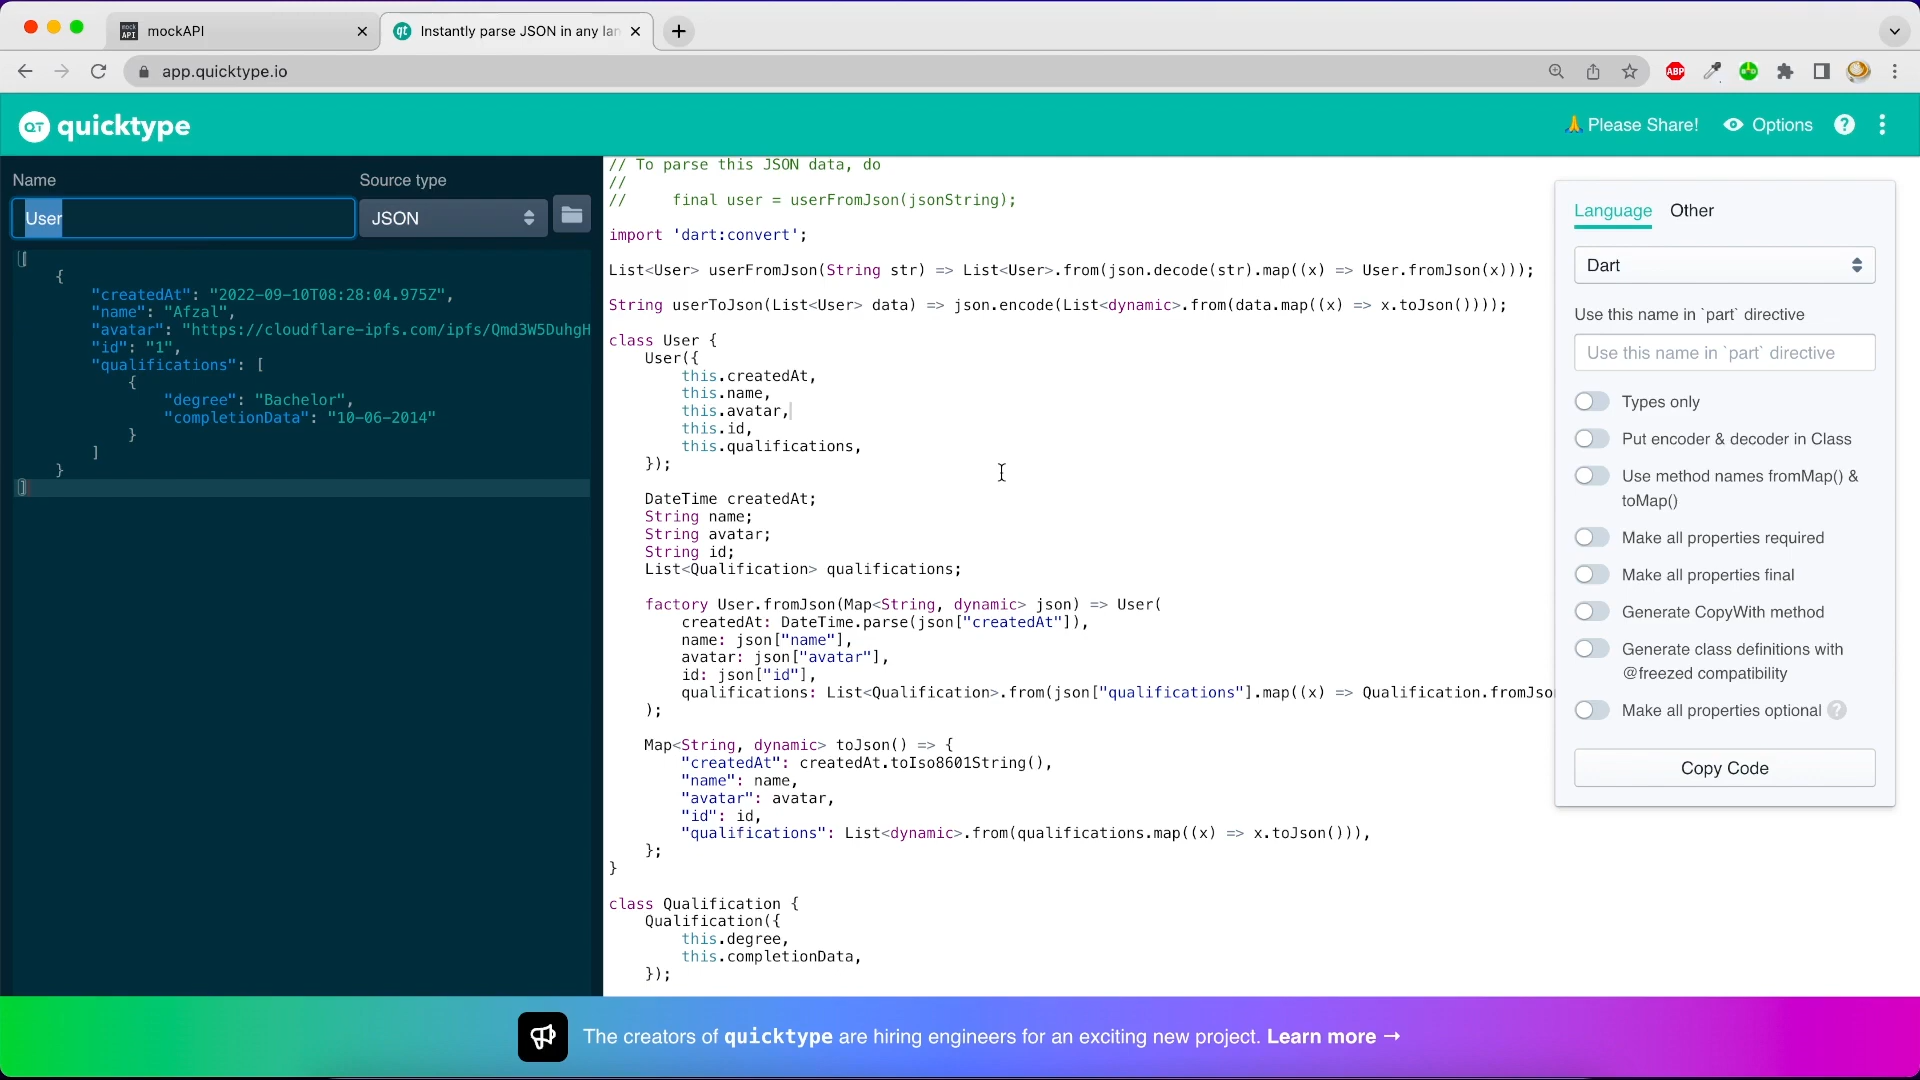 mock
API
mockAPI
qt
Instantly parse JSON in any lan
app.quicktype.io
ABP
QT quicktype
🙏 Please Share!
Options
?
Name
Source type
User
JSON
[
{
"createdAt": "2022-09-10T08:28:04.975Z",
"name": "Afzal",
"avatar": "https://cloudflare-ipfs.com/ipfs/Qmd3W5DuhgH
"id": "1",
"qualifications": [
{
"degree": "Bachelor",
"completionData": "10-06-2014"
}
]
}
]
// To parse this JSON data, do
//
// final user = userFromJson(jsonString);
import 'dart:convert';
List<User> userFromJson(String str) => List<User>.from(json.decode(str).map((x) => User.fromJson(x)));
String userToJson(List<User> data) => json.encode(List<dynamic>.from(data.map((x) => x.toJson())));
class User {
User({
this.createdAt,
this.name,
this.avatar,
this.id,
this.qualifications,
});
DateTime createdAt;
String name;
String avatar;
String id;
List<Qualification> qualifications;
factory User.fromJson(Map<String, dynamic> json) => User(
createdAt: DateTime.parse(json["createdAt"]),
name: json["name"],
avatar: json["avatar"],
id: json["id"],
qualifications: List<Qualification>.from(json["qualifications"].map((x) => Qualification.fromJso
);
Map<String, dynamic> toJson() => {
"createdAt": createdAt.toIso8601String(),
"name": name,
"avatar": avatar,
"id": id,
"qualifications": List<dynamic>.from(qualifications.map((x) => x.toJson())),
};
}
class Qualification {
Qualification({
this.degree,
this.completionData,
});
Language
Other
Dart
Use this name in `part` directive
Use this name in `part` directive
Types only
Put encoder & decoder in Class
Use method names fromMap() &
toMap()
Make all properties required
Make all properties final
Generate CopyWith method
Generate class definitions with
@freezed compatibility
Make all properties optional ?
Copy Code
The creators of quicktype are hiring engineers for an exciting new project. Learn more →